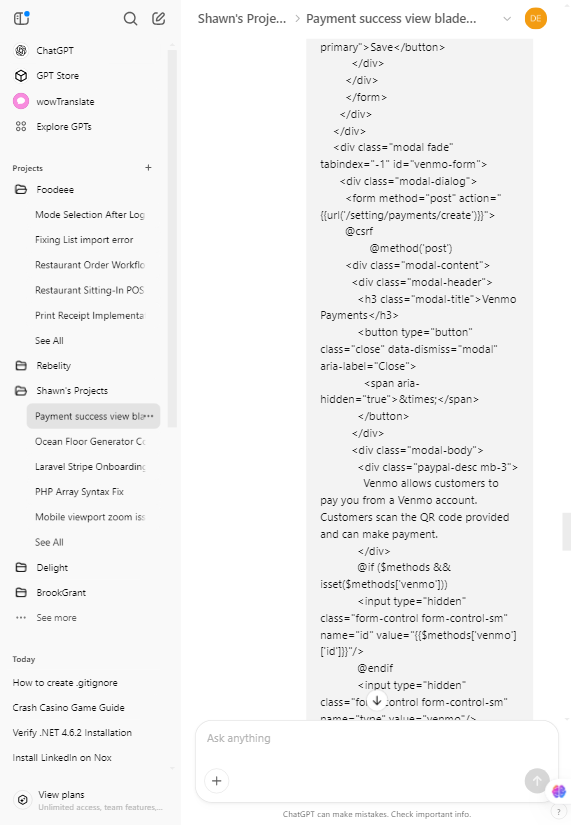 ChatGPT
GPT Store
wowTranslate
Explore GPTs
Projects
Foodeee
Mode Selection After Log
Fixing List import error
Restaurant Order Workflo
Restaurant Sitting-In POS
Print Receipt Implementa
See All
Rebelity
Shawn's Projects
Payment success view bla
Ocean Floor Generator Co
Laravel Stripe Onboarding
PHP Array Syntax Fix
Mobile viewport zoom iss
See All
Delight
BrookGrant
See more
Today
How to create .gitignore
Crash Casino Game Guide
Verify .NET 4.6.2 Installation
Install LinkedIn on Nox
View plans
Unlimited access, team features,...
Shawn's Proje... > Payment success view blade...
DE
primary">Save</button>
</div>
</div>
</form>
</div>
</div>
<div class="modal fade"
tabindex="-1" id="venmo-form">
<div class="modal-dialog">
<form method="post" action="
{{url('/setting/payments/create')}}">
@csrf
@method('post')
<div class="modal-content">
<div class="modal-header">
<h3 class="modal-title">Venmo
Payments</h3>
<button type="button"
class="close" data-dismiss="modal"
aria-label="Close">
<span aria-
hidden="true">&times;</span>
</button>
</div>
<div class="modal-body">
<div class="paypal-desc mb-3">
Venmo allows customers to
pay you from a Venmo account.
Customers scan the QR code provided
and can make payment.
</div>
@if ($methods &&
isset($methods['venmo']))
<input type="hidden"
class="form-control form-control-sm"
name="id" value="{{$methods['venmo']
['id']}}"/>
@endif
<input type="hidden"
class="form-control form-control-sm"
name="type" value="venmo"/>
Ask anything
ChatGPT can make mistakes. Check important info.
?